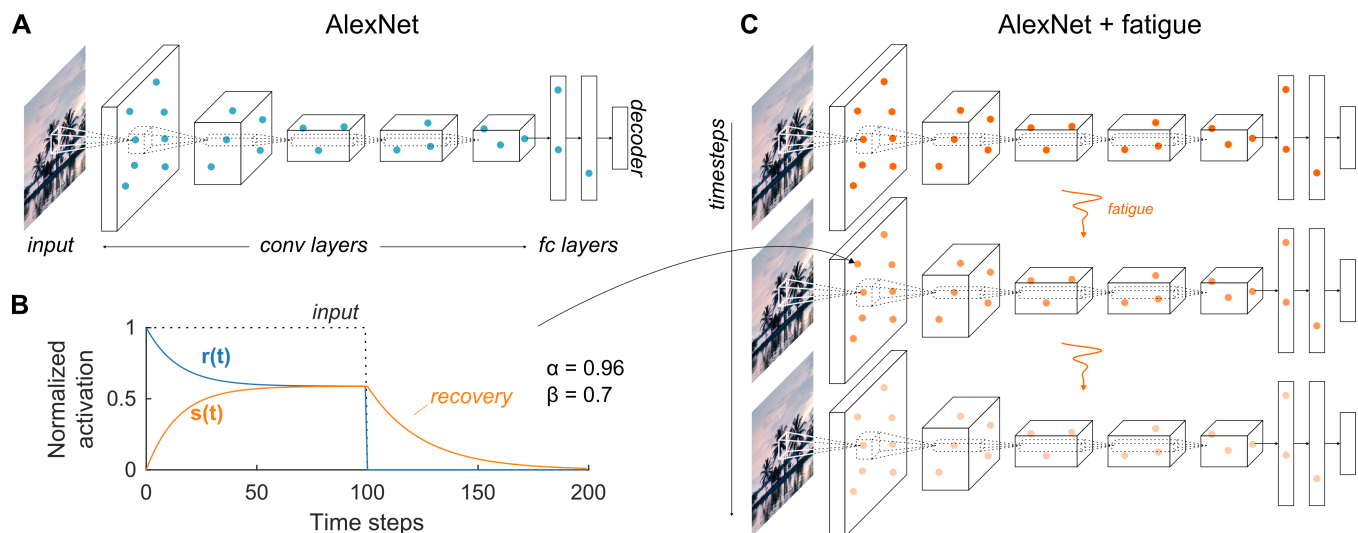 A
AlexNet
input
conv layers
fc layers
decoder
B
Normalized
activation
1
0.5
0
r(t)
s(t)
input
recovery
α = 0.96
β = 0.7
0
50
100
150
200
Time steps
C
AlexNet + fatigue
timesteps
fatigue